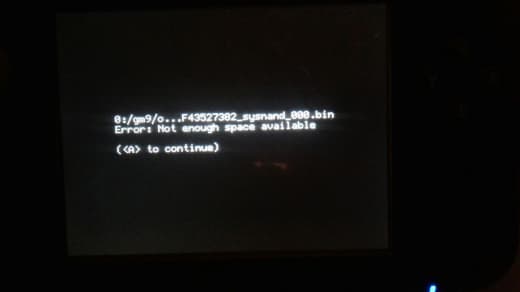 0:/gm9/o...F43527382_sysnand_000.bin
Error: Not enough space available
(<A> to continue)